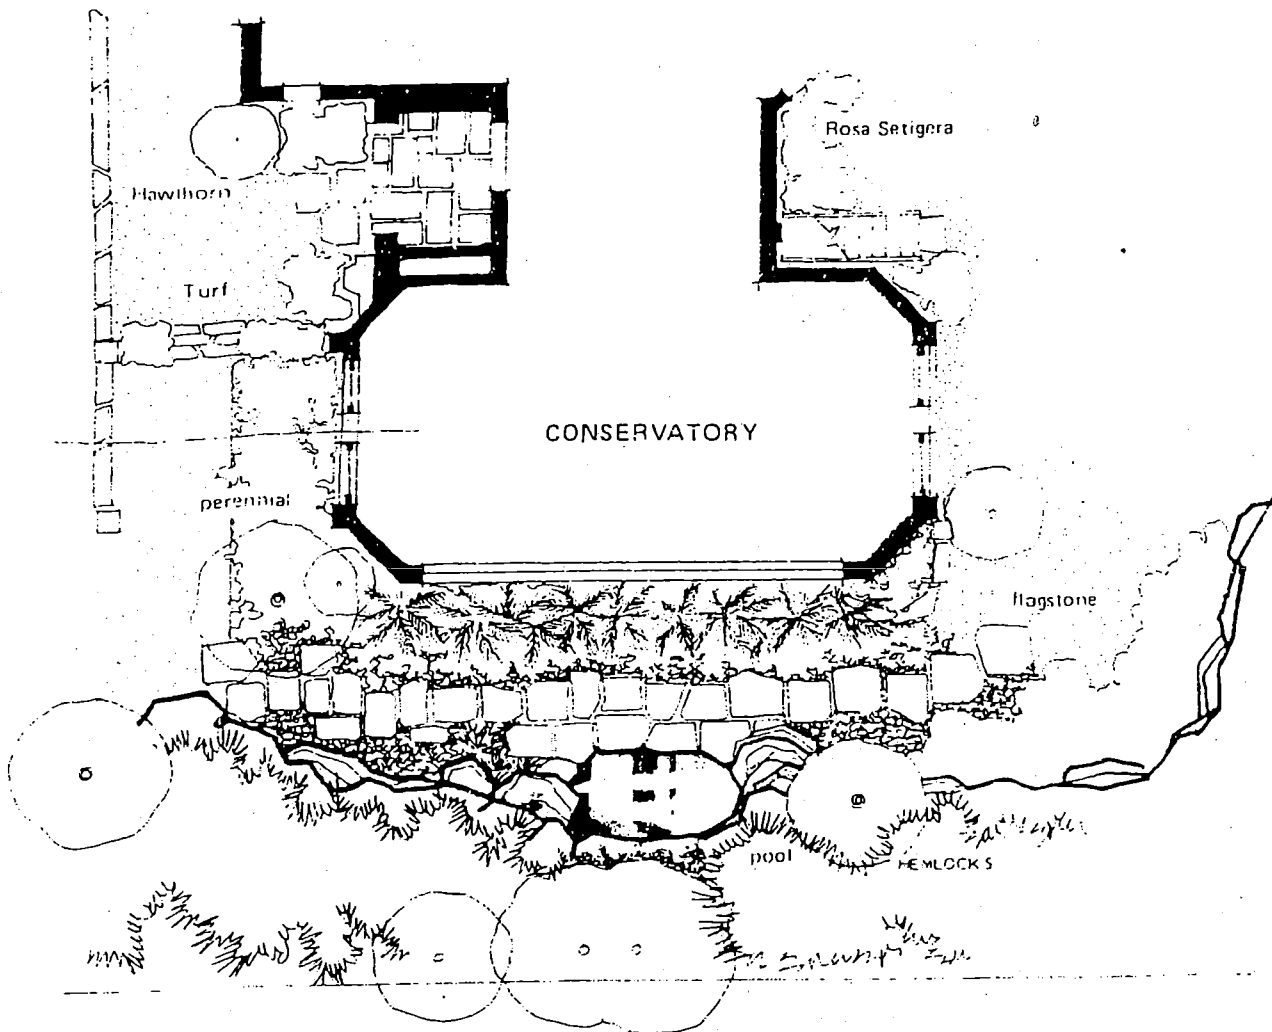 Rosa Setigera
Hawthorn
Turf
CONSERVATORY
perennial
flagstone
pool
HEMLOCKS